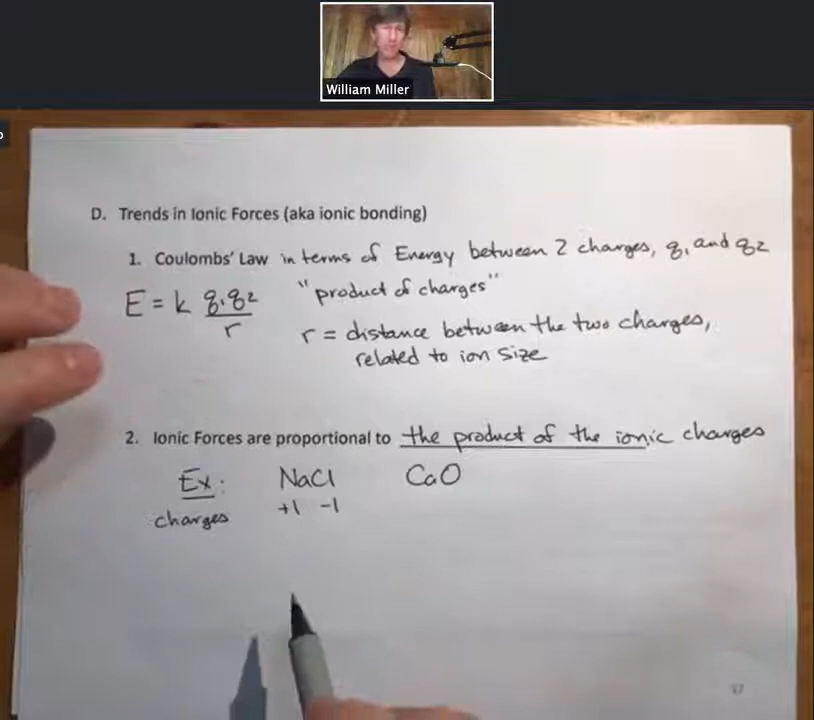 William Miller
D. Trends in Ionic Forces (aka ionic bonding)
1. Coulombs' Law in terms of Energy between 2 charges, q1 and q2
E = k q1·q2 / r "product of charges"
r = distance between the two charges,
related to ion size
2. Ionic Forces are proportional to the product of the ionic charges
Ex: NaCl CaO
charges +1 -1